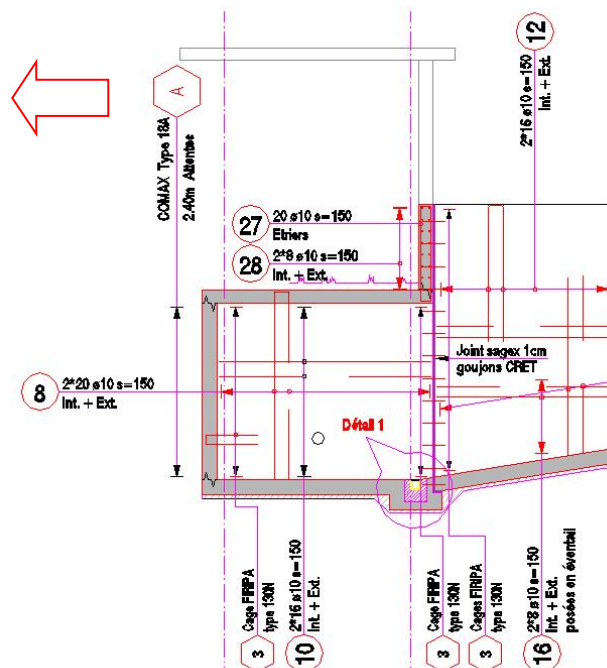 12
2*16 ø10 s=150
Int. + Ext.
A
COMAX Type 18A
2.40m Attentes
27
20 ø10 s=150
Etriers
28
2*8 ø10 s=150
Int. + Ext.
Joint sagex 1cm
goujons CRET
8
2*20 ø10 s=150
Int. + Ext.
Détail 1
Cage FIRIPA
type 130N
3
2*16 ø10 s=150
Int. + Ext.
10
Cage FIRIPA
type 130N
3
Cages FIRIPA
type 130N
3
2*8 ø10 s=150
Int. + Ext.
posées en éventail
16